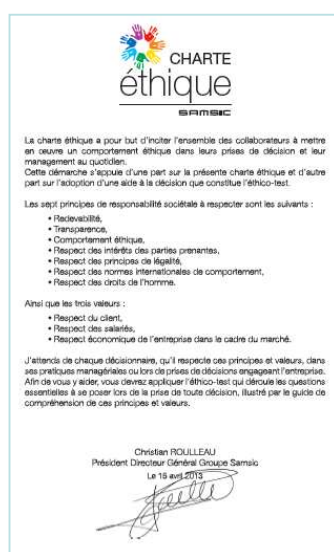 CHARTE
éthique
SAMSIC
La charte éthique a pour but d'inciter l'ensemble des collaborateurs à mettre
en œuvre un comportement éthique dans leurs prises de décision et leur
management au quotidien.
Cette démarche s'appuie d'une part sur la présente charte éthique et d'autre
part sur l'adoption d'une aide à la décision que constitue l'éthico-test.
Les sept principes de responsabilité sociétale à respecter sont les suivants :
• Redevabilité,
• Transparence,
• Comportement éthique,
• Respect des intérêts des parties prenantes,
• Respect des principes de légalité,
• Respect des normes internationales de comportement,
• Respect des droits de l'homme.
Ainsi que les trois valeurs :
• Respect du client,
• Respect des salariés,
• Respect économique de l'entreprise dans le cadre du marché.
J'attends de chaque décisionnaire, qu'il respecte ces principes et valeurs, dans
ses pratiques managériales ou lors de prises de décisions engageant l'entreprise.
Afin de vous y aider, vous devrez appliquer l'éthico-test qui déroule les questions
essentielles à se poser lors de la prise de toute décision, illustré par le guide de
compréhension de ces principes et valeurs.
Christian ROULLEAU
Président Directeur Général Groupe Samsic
Le 15 avril 2013